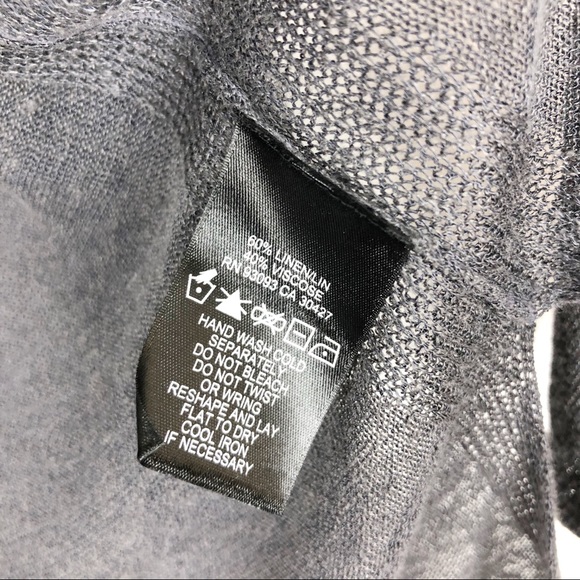 60% LINEN/LIN
40% VISCOSE
RN 93093 CA 30427
HAND WASH COLD
SEPARATELY
DO NOT BLEACH
DO NOT TWIST
OR WRING
RESHAPE AND LAY
FLAT TO DRY
COOL IRON
IF NECESSARY